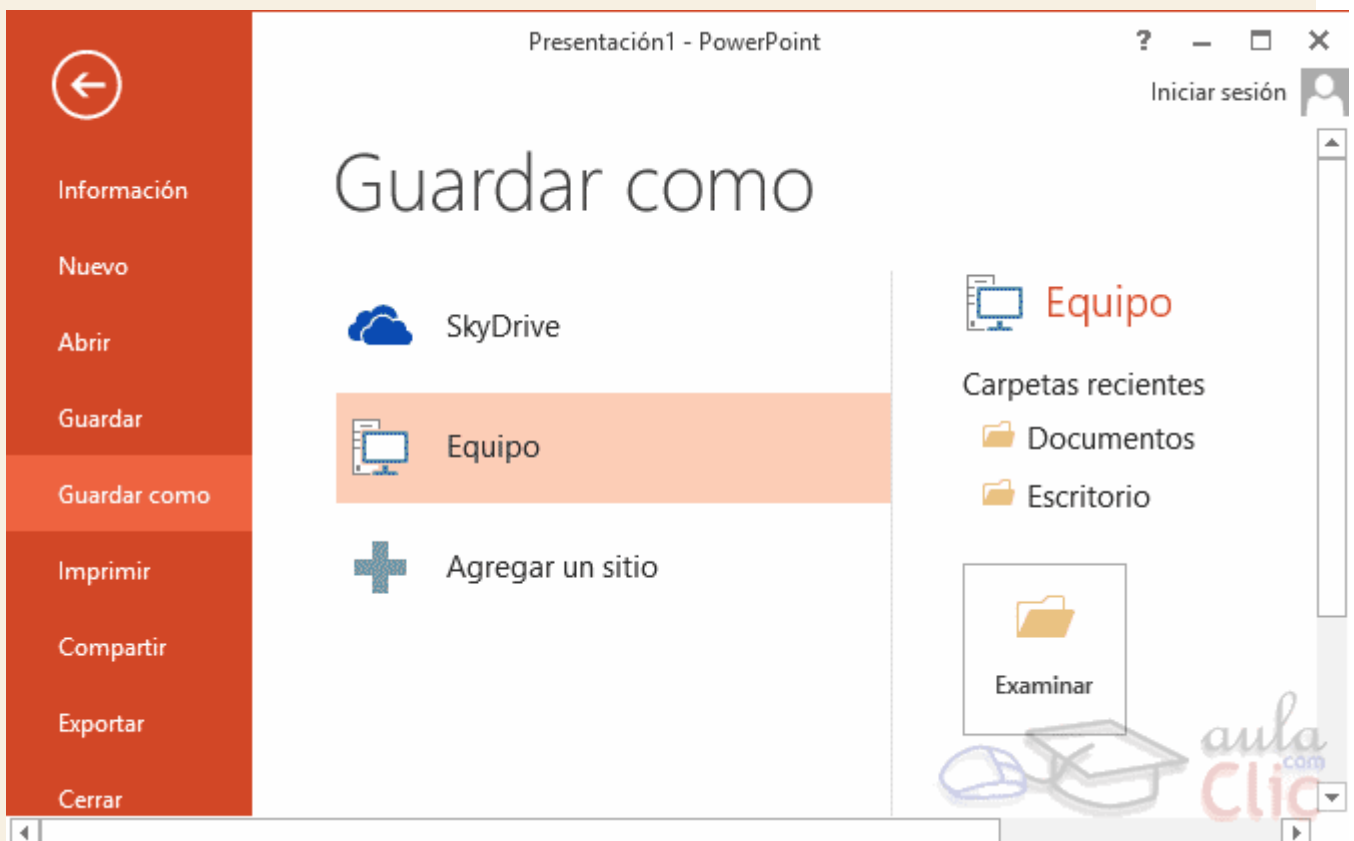 Presentación1 - PowerPoint
?
Iniciar sesión
Información
Nuevo
Abrir
Guardar
Guardar como
Imprimir
Compartir
Exportar
Cerrar
Guardar como
SkyDrive
Equipo
Agregar un sitio
Equipo
Carpetas recientes
Documentos
Escritorio
Examinar
aula
com
Clic